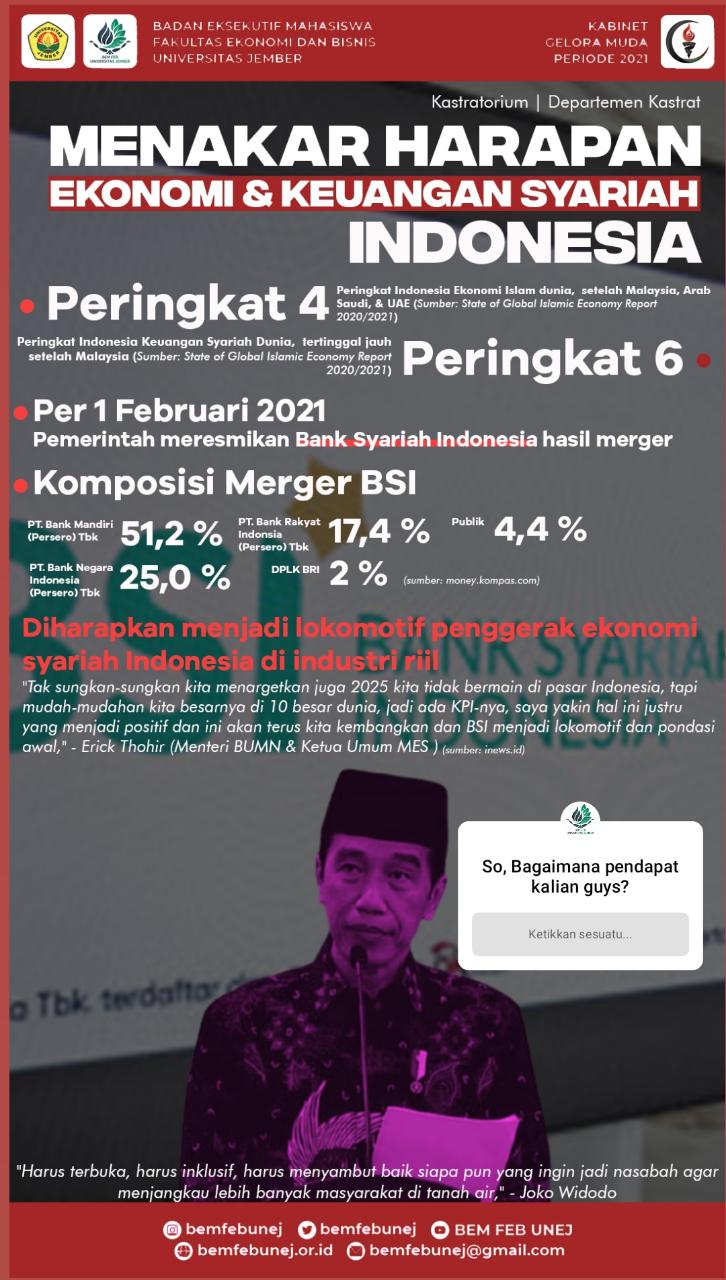 BADAN EKSEKUTIF MAHASISWA
FAKULTAS EKONOMI DAN BISNIS
UNIVERSITAS JEMBER
KABINET
GELORA MUDA
PERIODE 2021
Kastratorium | Departemen Kastrat
MENAKAR HARAPAN
EKONOMI & KEUANGAN SYARIAH
INDONESIA
Peringkat 4
Peringkat Indonesia Ekonomi Islam dunia, setelah Malaysia, Arab
Saudi, & UAE (Sumber: State of Global Islamic Economy Report
2020/2021)
Peringkat Indonesia Keuangan Syariah Dunia, tertinggal jauh
setelah Malaysia (Sumber: State of Global Islamic Economy Report
2020/2021)
Peringkat 6
Per 1 Februari 2021
Pemerintah meresmikan Bank Syariah Indonesia hasil merger
Komposisi Merger BSI
PT. Bank Mandiri
(Persero) Tbk
51,2 %
PT. Bank Rakyat
Indonsia
(Persero) Tbk
17,4 %
Publik
4,4 %
PT. Bank Negara
Indonesia
(Persero) Tbk
25,0 %
DPLK BRI
2 %
(sumber: money.kompas.com)
Diharapkan menjadi lokomotif penggerak ekonomi
syariah Indonesia di industri riil
"Tak sungkan-sungkan kita menargetkan juga 2025 kita tidak bermain di pasar Indonesia, tapi
mudah-mudahan kita besarnya di 10 besar dunia, jadi ada KPI-nya, saya yakin hal ini justru
yang menjadi positif dan ini akan terus kita kembangkan dan BSI menjadi lokomotif dan pondasi
awal," - Erick Thohir (Menteri BUMN & Ketua Umum MES ) (sumber: inews.id)
BSI
BANK SYARIAH
INDONESIA
So, Bagaimana pendapat
kalian guys?
Ketikkan sesuatu...
a Tbk. terdaftar
"Harus terbuka, harus inklusif, harus menyambut baik siapa pun yang ingin jadi nasabah agar
menjangkau lebih banyak masyarakat di tanah air," - Joko Widodo
bemfebunej bemfebunej BEM FEB UNEJ
bemfebunej.or.id bemfebunej@gmail.com